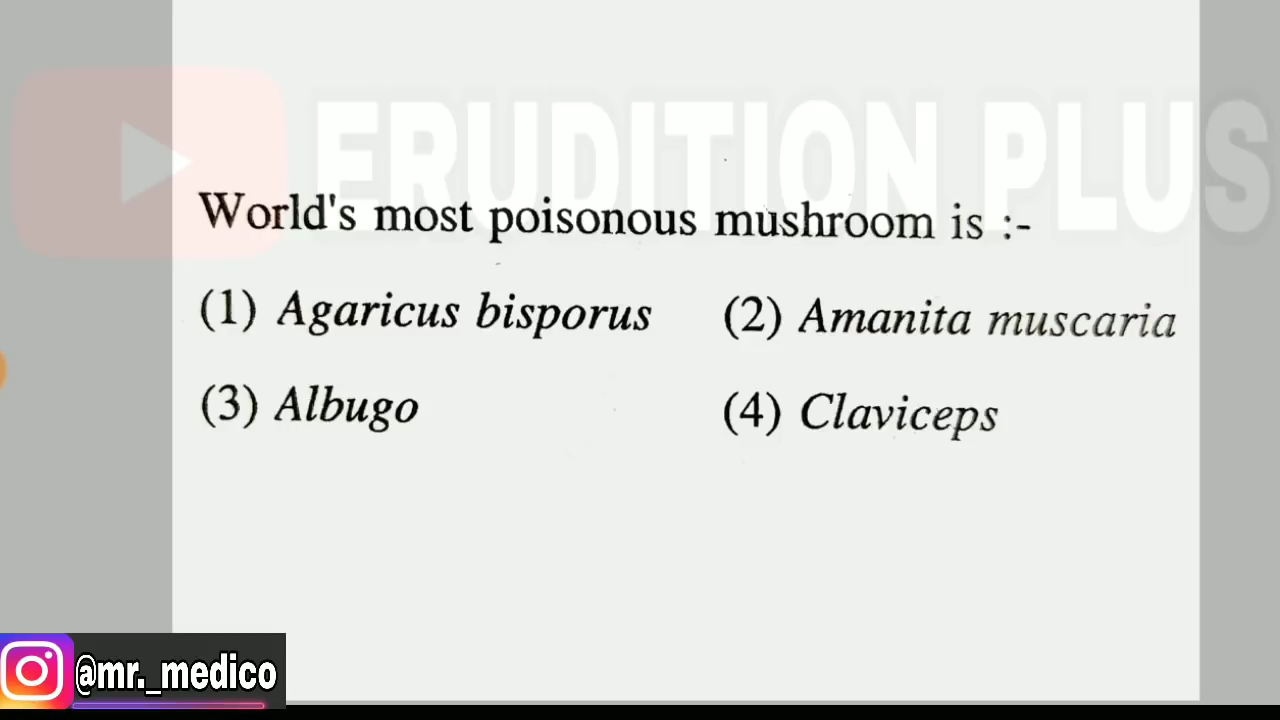 ERUDITION PLUS
World's most poisonous mushroom is :-
(1) Agaricus bisporus (2) Amanita muscaria
(3) Albugo (4) Claviceps
@mr._medico